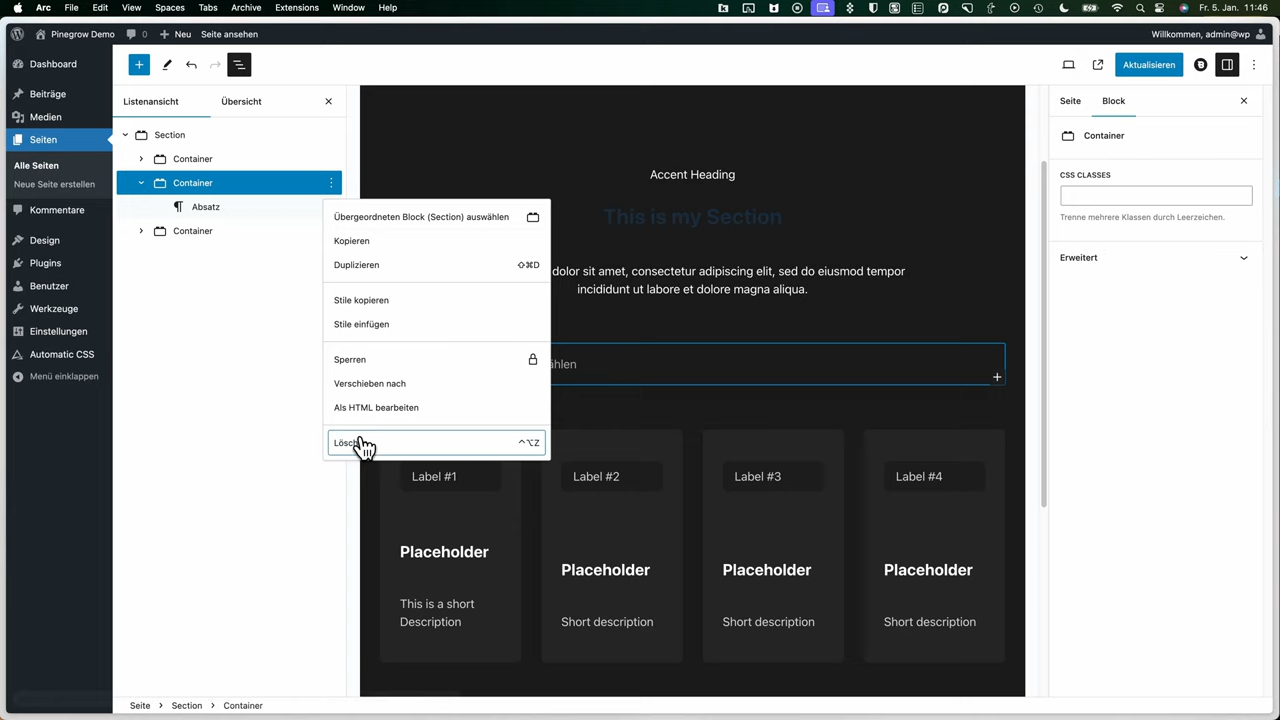 Arc File Edit View Spaces Tabs Archive Extensions Window Help Fr. 5. Jan. 11:46
Pinegrow Demo 0 Neu Seite ansehen Willkommen, admin@wp
Dashboard
Beiträge
Medien
Seiten
Alle Seiten
Neue Seite erstellen
Kommentare
Design
Plugins
Benutzer
Werkzeuge
Einstellungen
Automatic CSS
Menü einklappen
Aktualisieren
Listenansicht Übersicht
Section
Container
Container
Absatz
Container
Übergeordneten Block (Section) auswählen
Kopieren
Duplizieren ⇧⌘D
Stile kopieren
Stile einfügen
Sperren
Verschieben nach
Als HTML bearbeiten
Lösch ^⌥Z
Accent Heading
This is my Section
dolor sit amet, consectetur adipiscing elit, sed do eiusmod tempor
incididunt ut labore et dolore magna aliqua.
ählen
Label #1
Placeholder
This is a short
Description
Label #2
Placeholder
Short description
Label #3
Placeholder
Short description
Label #4
Placeholder
Short description
Seite Block
Container
CSS CLASSES
Trenne mehrere Klassen durch Leerzeichen.
Erweitert
Seite > Section > Container